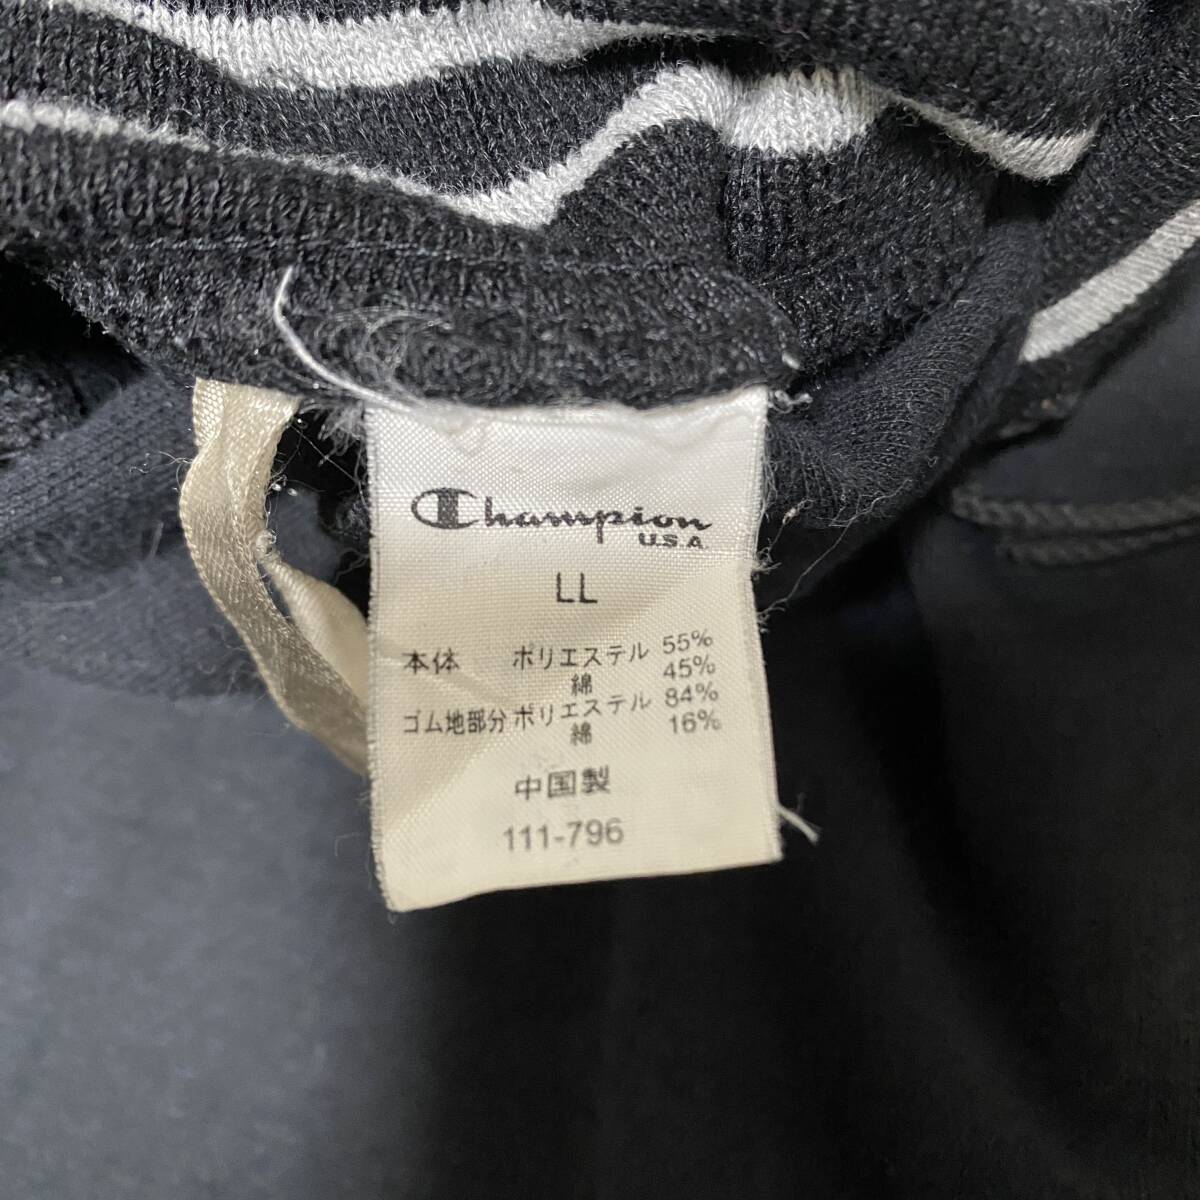 Champion
U.S.A.
LL
本体 ポリエステル 55%
綿 45%
ゴム地部分 ポリエステル 84%
綿 16%
中国製
111-796